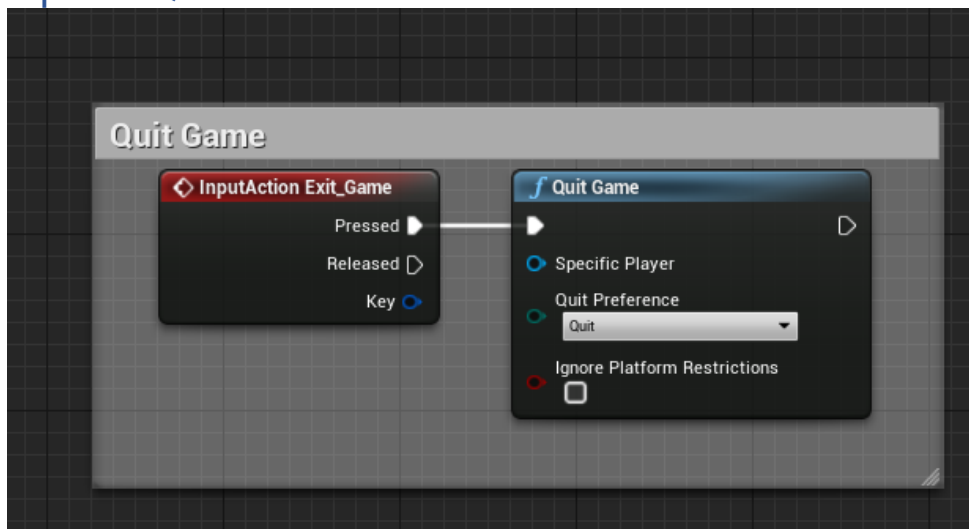 Quit Game
InputAction Exit_Game
Pressed
Released
Key
f Quit Game
Specific Player
Quit Preference
Quit
Ignore Platform Restrictions